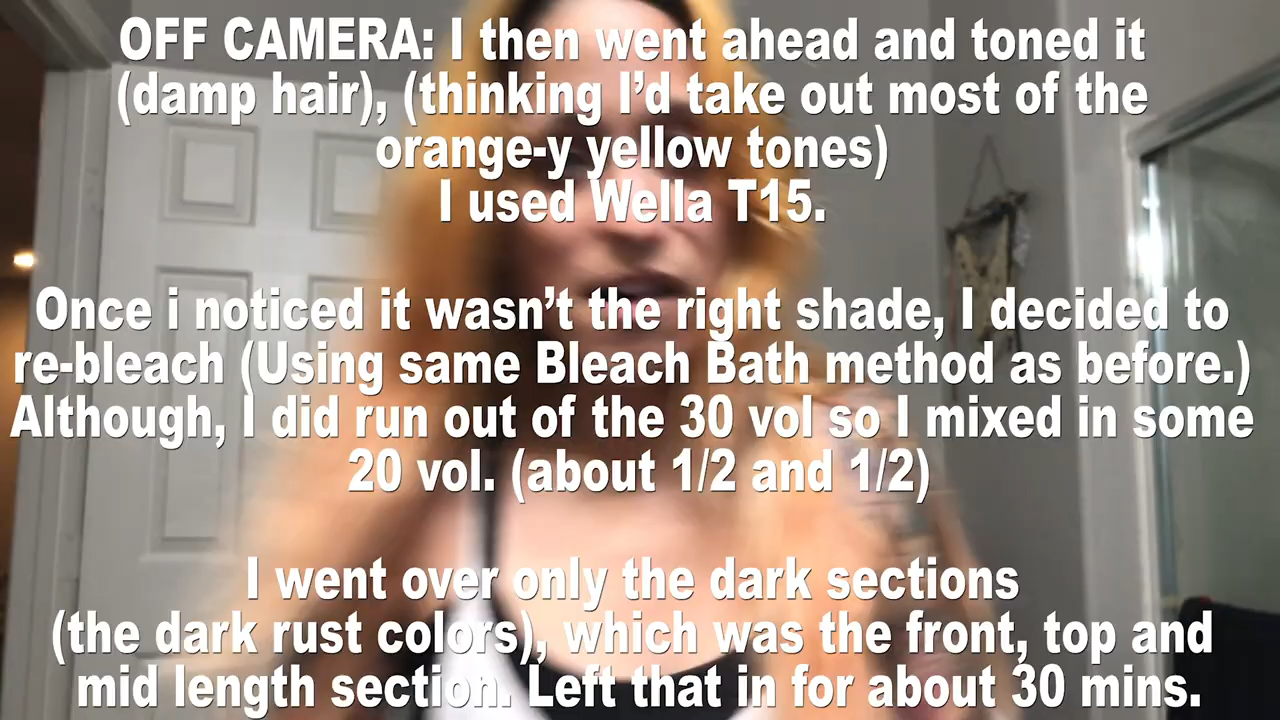 OFF CAMERA: I then went ahead and toned it
(damp hair), (thinking I'd take out most of the
orange-y yellow tones)
I used Wella T15.
Once i noticed it wasn't the right shade, I decided to
re-bleach (Using same Bleach Bath method as before.)
Although, I did run out of the 30 vol so I mixed in some
20 vol. (about 1/2 and 1/2)
I went over only the dark sections
(the dark rust colors), which was the front, top and
mid length section. Left that in for about 30 mins.